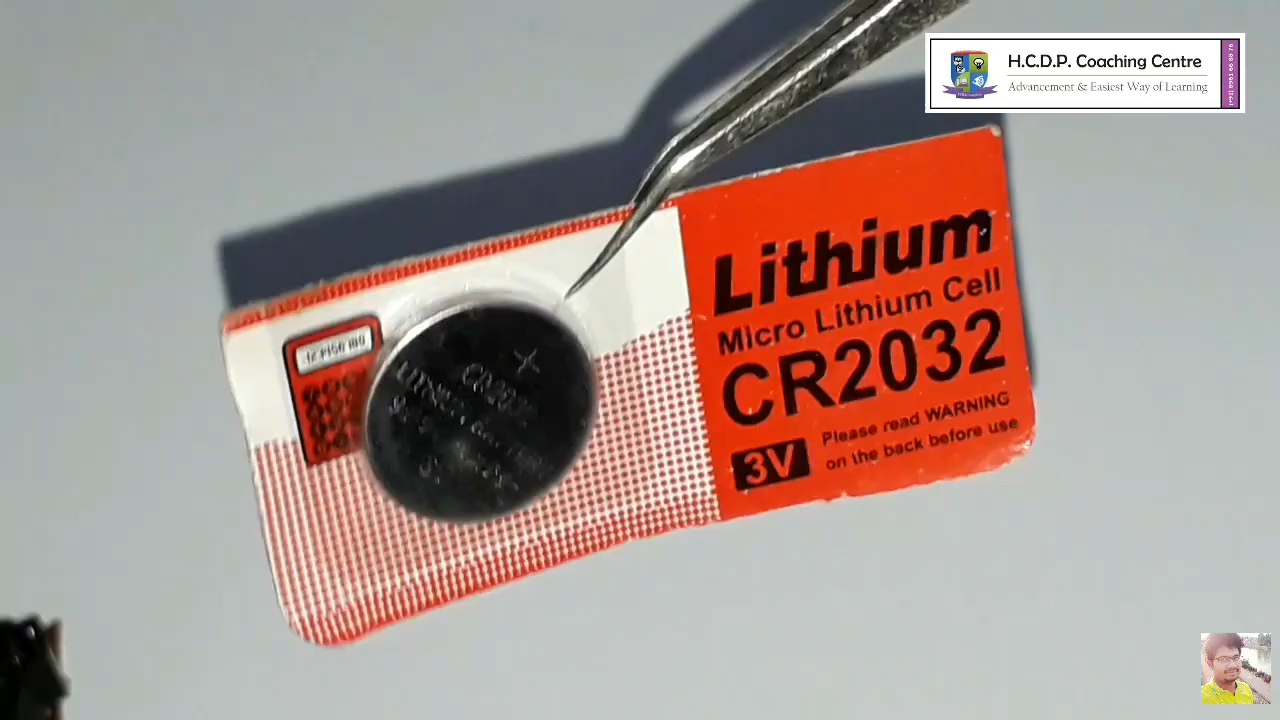 H.C.D.P. Coaching Centre
Advancement & Easiest Way of Learning
Lithium
Micro Lithium Cell
CR2032
3V
Please read WARNING
on the back before use
+
CR2032